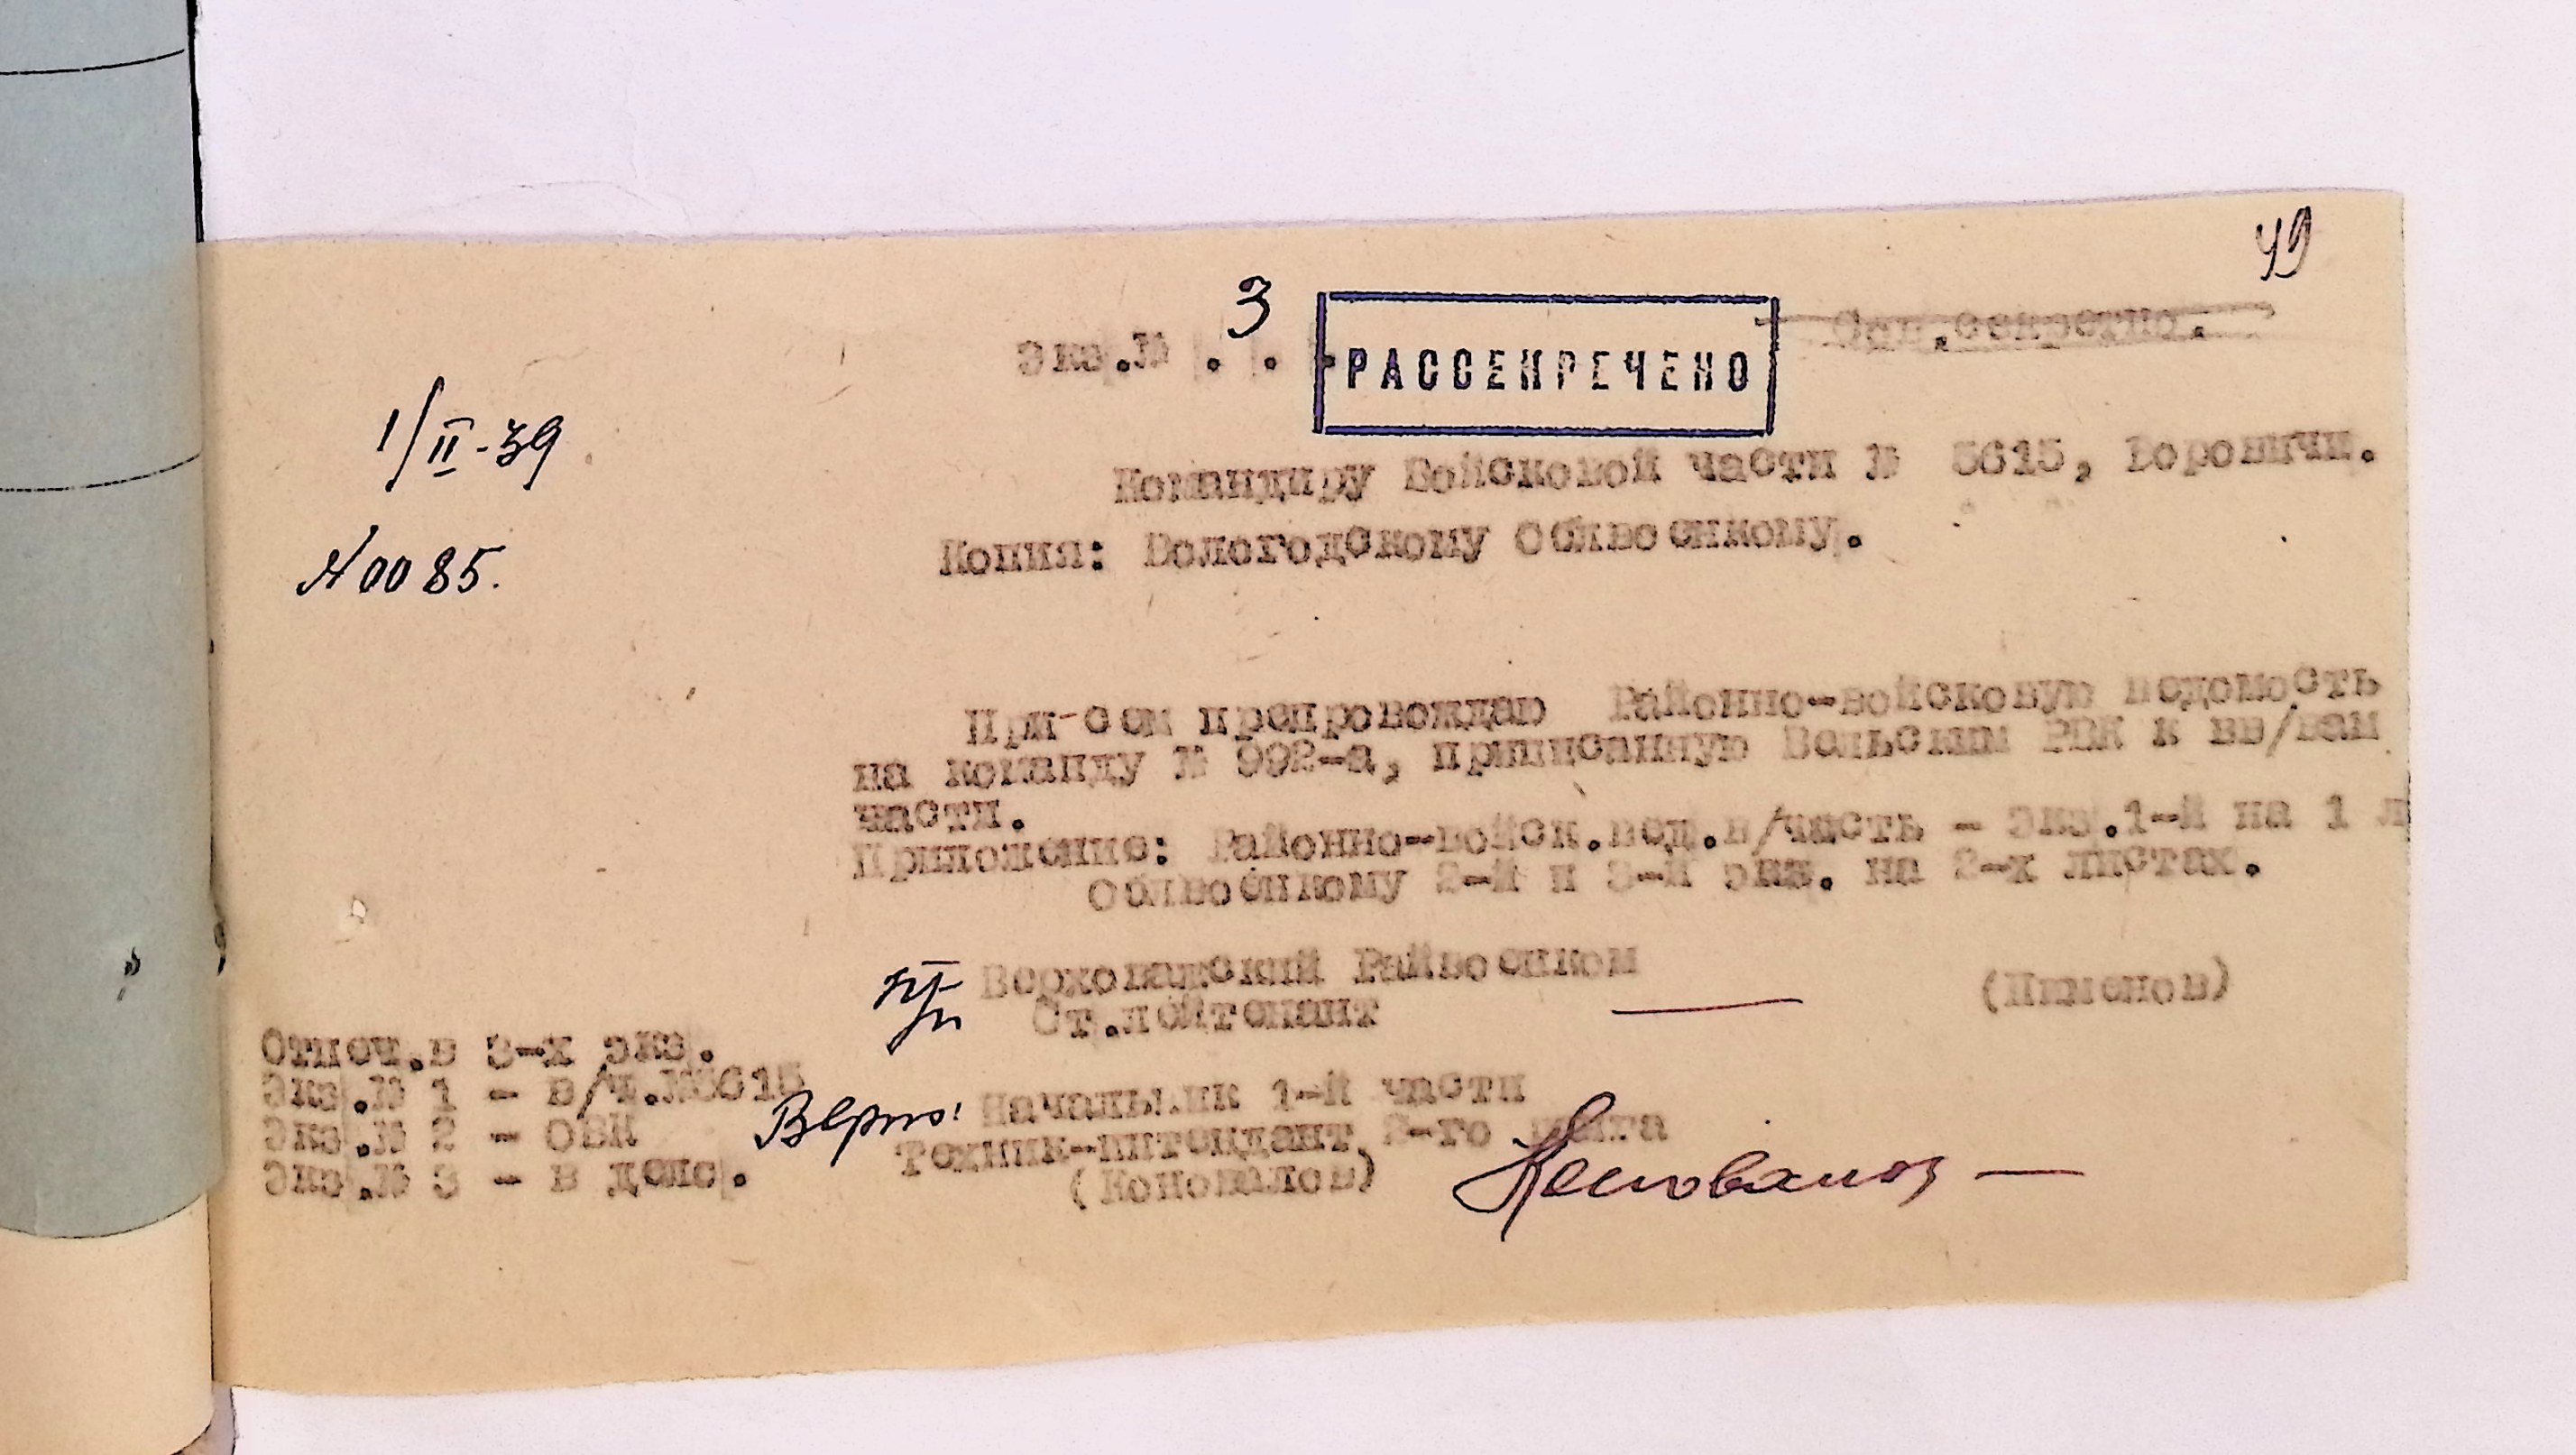 49
Экз.№ . 3 .
РАССЕКРЕЧЕНО
Сов.секретно.
1/II-39
Командиру Войсковой части № 5615, Боровичи.
№ 0085.
Копия: Вологодскому Облвоенкому.
При-сем препровождаю Районно-войсковую ведомость
на команду № 992-а, приписанную Вельским РВК к вв/вам
части.
Приложение: Районно-войск.вед.в/часть - экз.1-й на 1 л
Облвоенкому 2-й и 3-й экз. на 2-х листах.
Верховажский Райвоенком
Ст.лейтенант (Пименов)
Отпеч.в 3-х экз.
Экз.№ 1 - в/ч.№5615
Экз.№ 2 - ОВК
Экз.№ 3 - в дело.
Верно: Начальник 1-й части
Техник-интендант 2-го ранга
(Коновалов) Коновалов